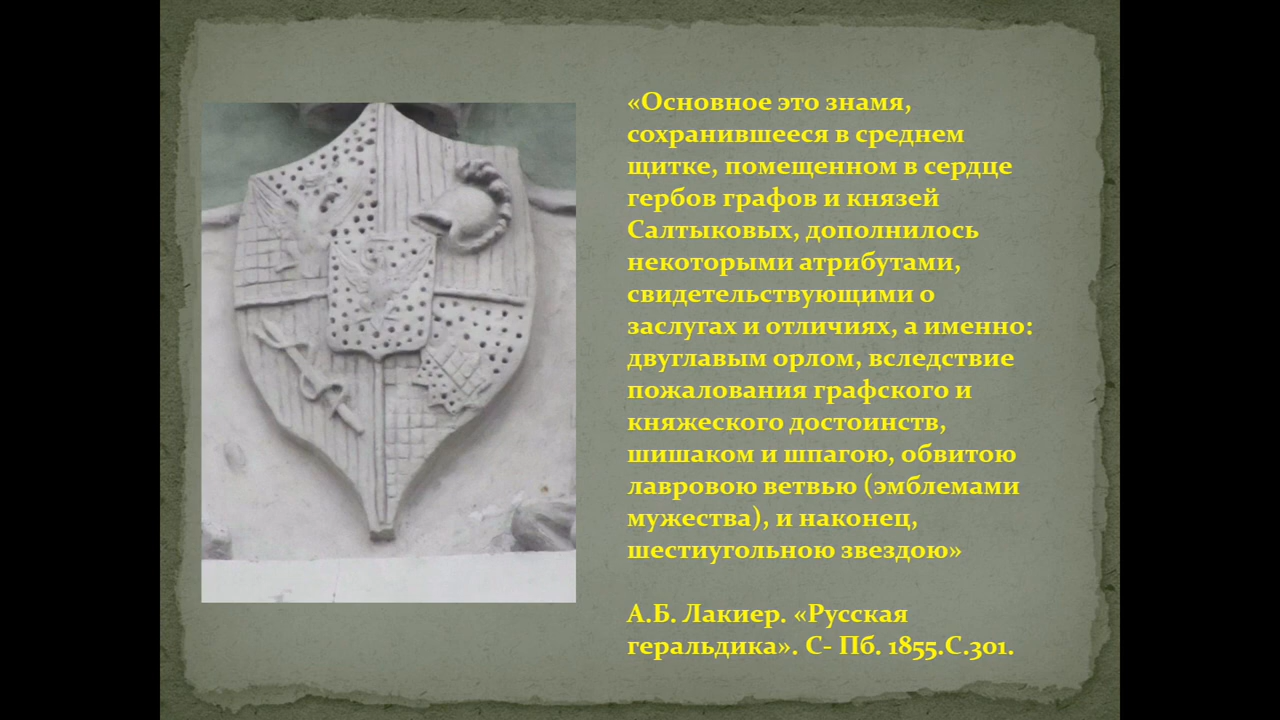 «Основное это знамя,
сохранившееся в среднем
щитке, помещенном в сердце
гербов графов и князей
Салтыковых, дополнилось
некоторыми атрибутами,
свидетельствующими о
заслугах и отличиях, а именно:
двуглавым орлом, вследствие
пожалования графского и
княжеского достоинств,
шишаком и шпагою, обвитою
лавровою ветвью (эмблемами
мужества), и наконец,
шестиугольною звездою»
А.Б. Лакиер. «Русская
геральдика». С- Пб. 1855.С.301.